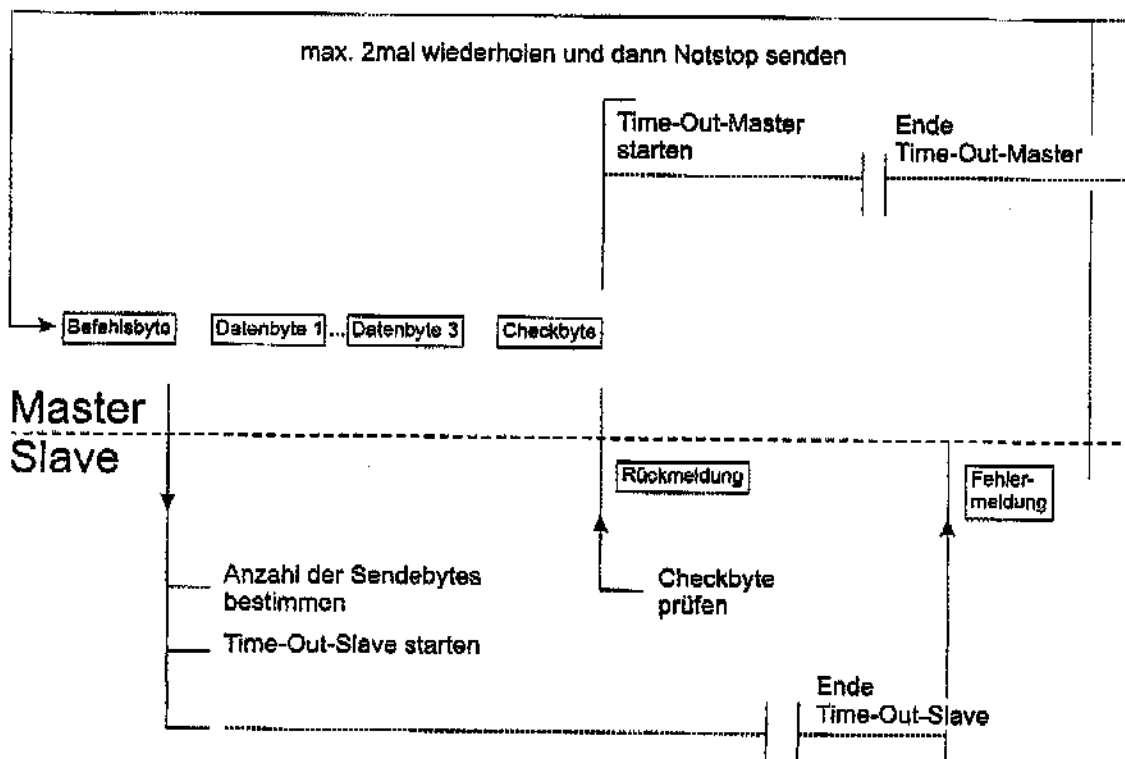 max. 2mal wiederholen und dann Notstop senden
Time-Out-Master
starten
Ende
Time-Out-Master
Befehlsbyte
Datenbyte 1
...
Datenbyte 3
Checkbyte
Master
Slave
Rückmeldung
Fehler-
meldung
Anzahl der Sendebytes
bestimmen
Checkbyte
prüfen
Time-Out-Slave starten
Ende
Time-Out-Slave